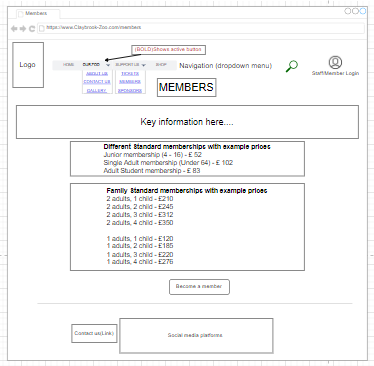 Members
https://www.Claybrook-Zoo.com/members
(BOLD)Shows active button
Logo
HOME OUR ZOO SUPPORT US SHOP Navigation (dropdown menu)
ABOUT US TICKETS
CONTACT US MEMBERS
GALLERY SPONSORS
Staff/Member Login
MEMBERS
Key information here....
Different Standard memberships with example prices
Junior membership (4 - 16) - £ 52
Single Adult membership (Under 64) - £ 102
Adult Student membership - £ 83
Family Standard memberships with example prices
2 adults, 1 child - £210
2 adults, 2 child - £245
2 adults, 3 child - £312
2 adults, 4 child - £350
1 adults, 1 child - £120
1 adults, 2 child - £185
1 adults, 3 child - £220
1 adults, 4 child - £276
Become a member
Contact us(Link)
Social media platforms